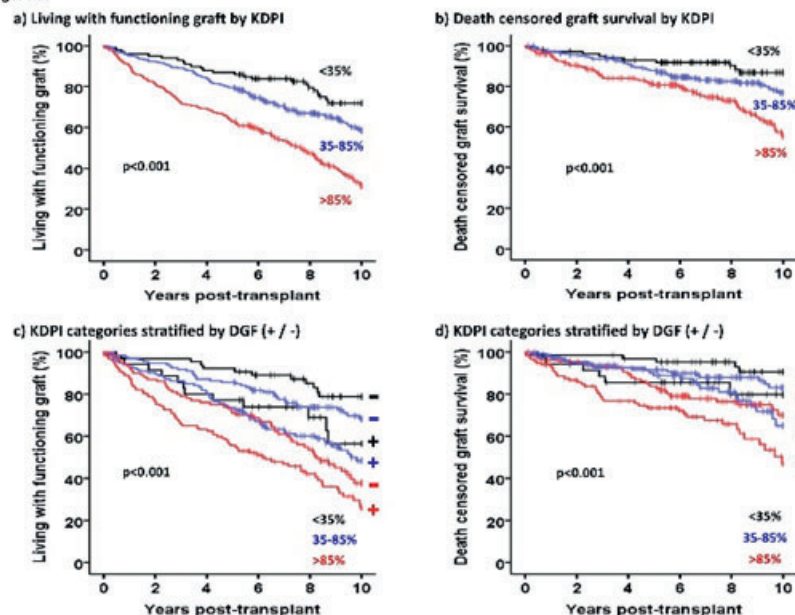 a) Living with functioning graft by KDPI
Living with functioning graft (%)
100
80
60
40
20
0
<35%
35-85%
>85%
p<0.001
0 2 4 6 8 10
Years post-transplant
b) Death censored graft survival by KDPI
Death censored graft survival (%)
100
80
60
40
20
0
<35%
35-85%
>85%
p<0.001
0 2 4 6 8 10
Years post-transplant
c) KDPI categories stratified by DGF (+ / -)
Living with functioning graft (%)
100
80
60
40
20
0
-
-
+
+
-
+
p<0.001
<35%
35-85%
>85%
0 2 4 6 8 10
Years post-transplant
d) KDPI categories stratified by DGF (+ / -)
Death censored graft survival (%)
100
80
60
40
20
0
p<0.001
<35%
35-85%
>85%
0 2 4 6 8 10
Years post-transplant